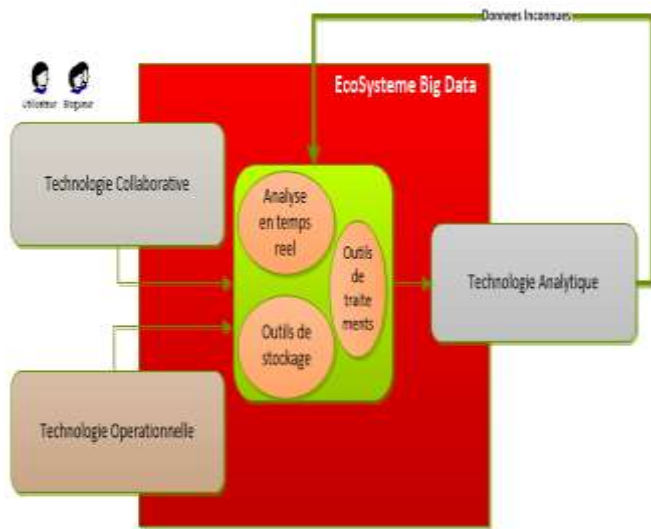 Donnees Inconnues
EcoSysteme Big Data
Utilisateur Blogueur
Technologie Collaborative
Analyse
en temps
reel
Outils
de
traite
ments
Technologie Analytique
Outils de
stockage
Technologie Operationnelle